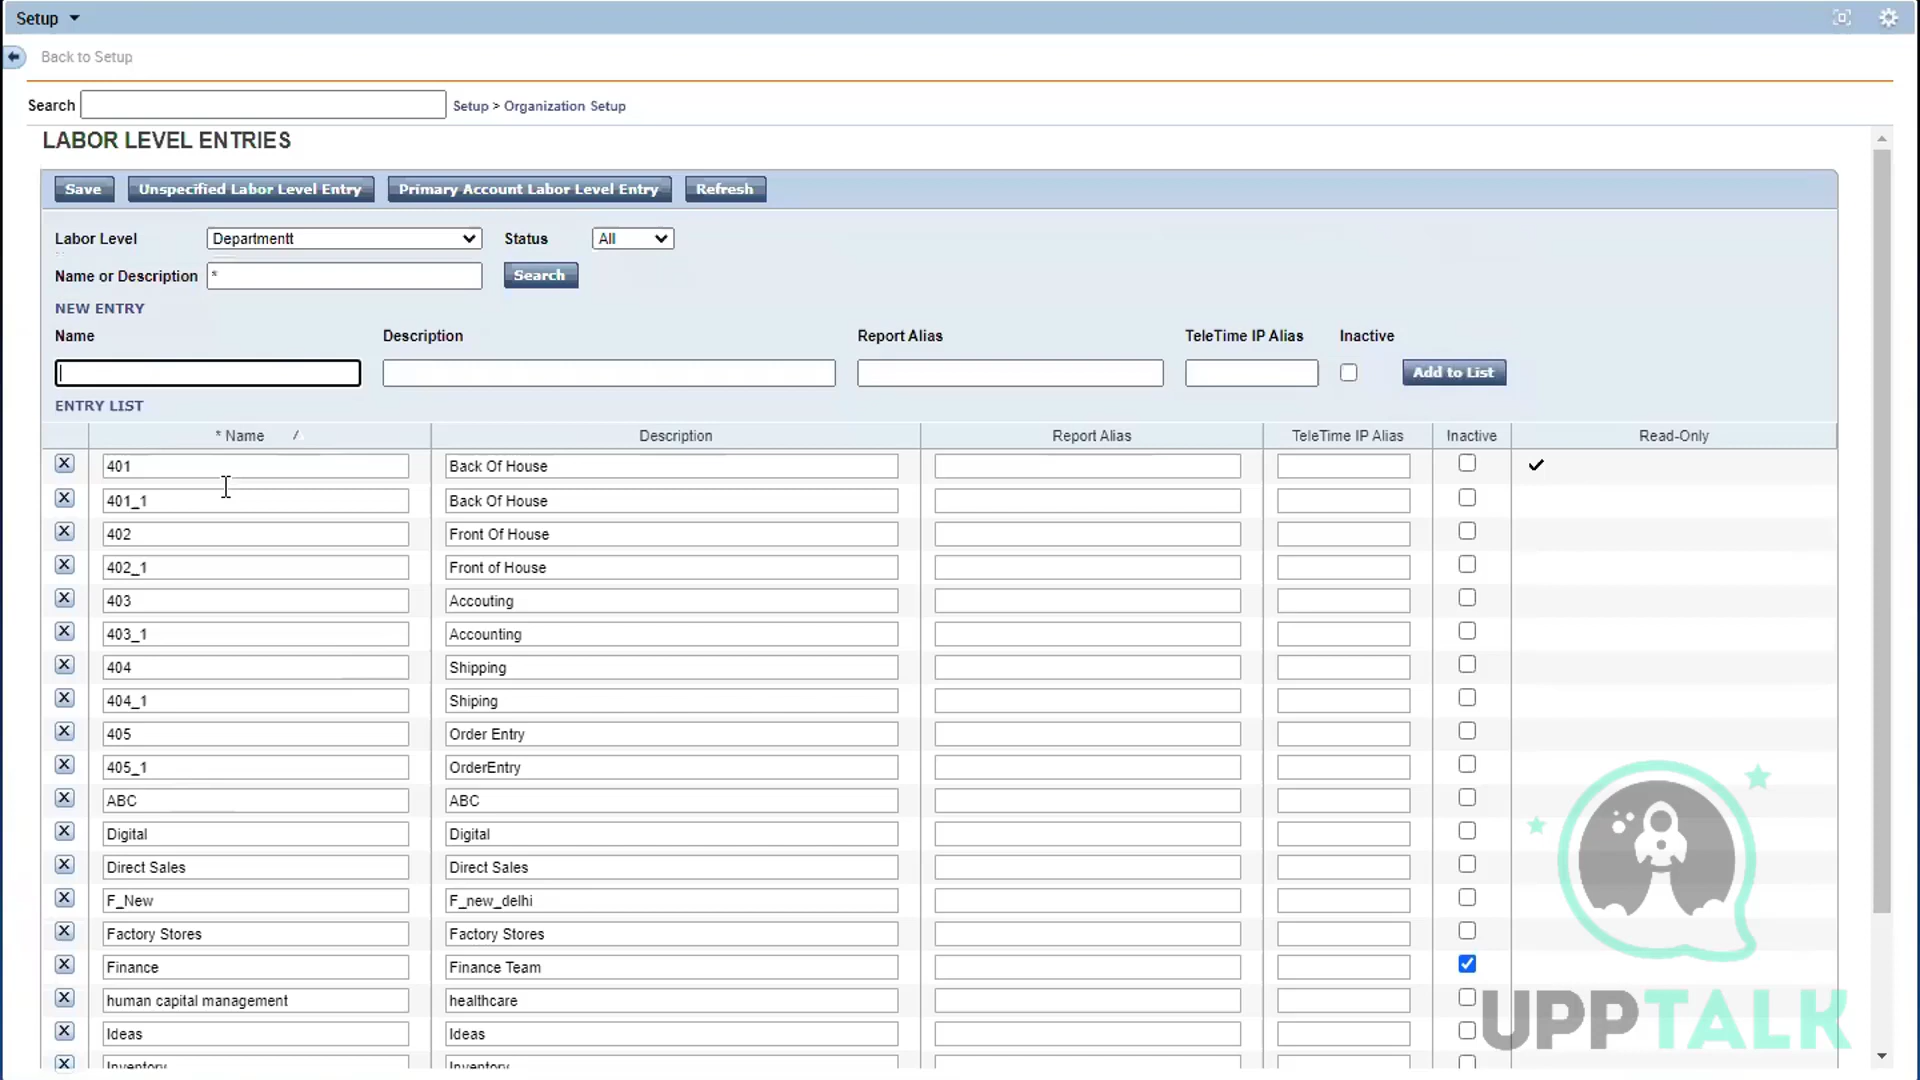 Setup
Back to Setup
Search Setup > Organization Setup
LABOR LEVEL ENTRIES
Save Unspecified Labor Level Entry Primary Account Labor Level Entry Refresh
Labor Level Departmentt Status All
Name or Description * Search
NEW ENTRY
Name Description Report Alias TeleTime IP Alias Inactive
Add to List
ENTRY LIST
* Name / Description Report Alias TeleTime IP Alias Inactive Read-Only
401 Back Of House
401_1 Back Of House
402 Front Of House
402_1 Front of House
403 Accouting
403_1 Accounting
404 Shipping
404_1 Shiping
405 Order Entry
405_1 OrderEntry
ABC ABC
Digital Digital
Direct Sales Direct Sales
F_New F_new_delhi
Factory Stores Factory Stores
Finance Finance Team
human capital management healthcare
Ideas Ideas
Inventory Inventory
UPPTALK